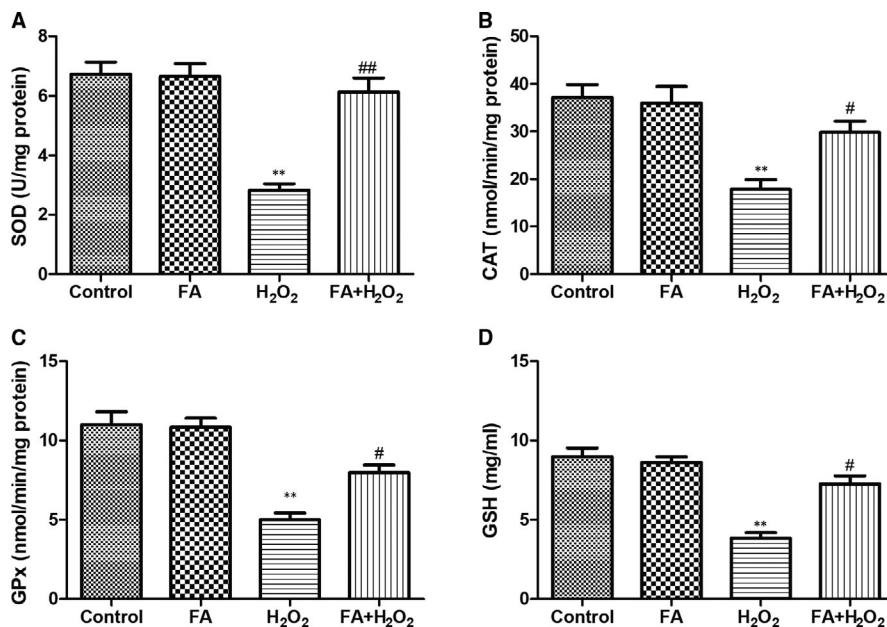 A
SOD (U/mg protein)
8
6
4
2
0
**
##
Control FA H₂O₂ FA+H₂O₂
B
CAT (nmol/min/mg protein)
50
40
30
20
10
0
**
#
Control FA H₂O₂ FA+H₂O₂
C
GPx (nmol/min/mg protein)
15
10
5
0
**
#
Control FA H₂O₂ FA+H₂O₂
D
GSH (mg/ml)
15
10
5
0
**
#
Control FA H₂O₂ FA+H₂O₂